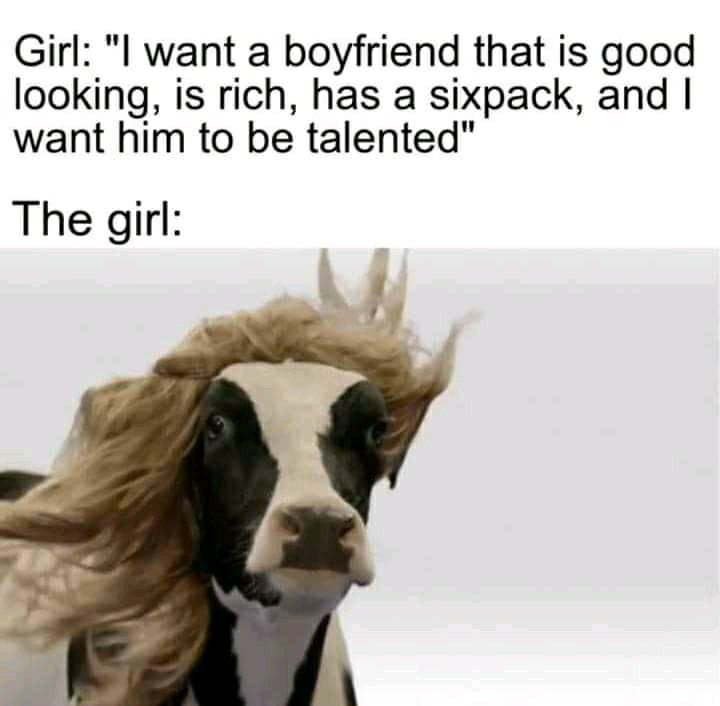 Girl: "I want a boyfriend that is good
looking, is rich, has a sixpack, and I
want him to be talented"
The girl: